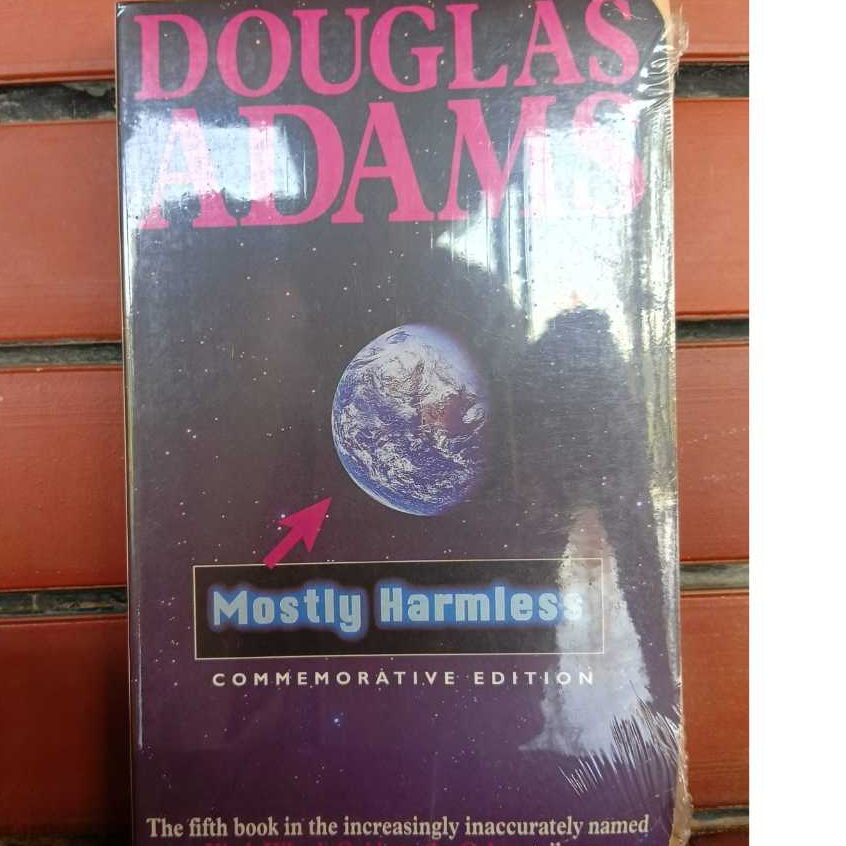 DOUGLAS
ADAMS
Mostly Harmless
COMMEMORATIVE EDITION
The fifth book in the increasingly inaccurately named